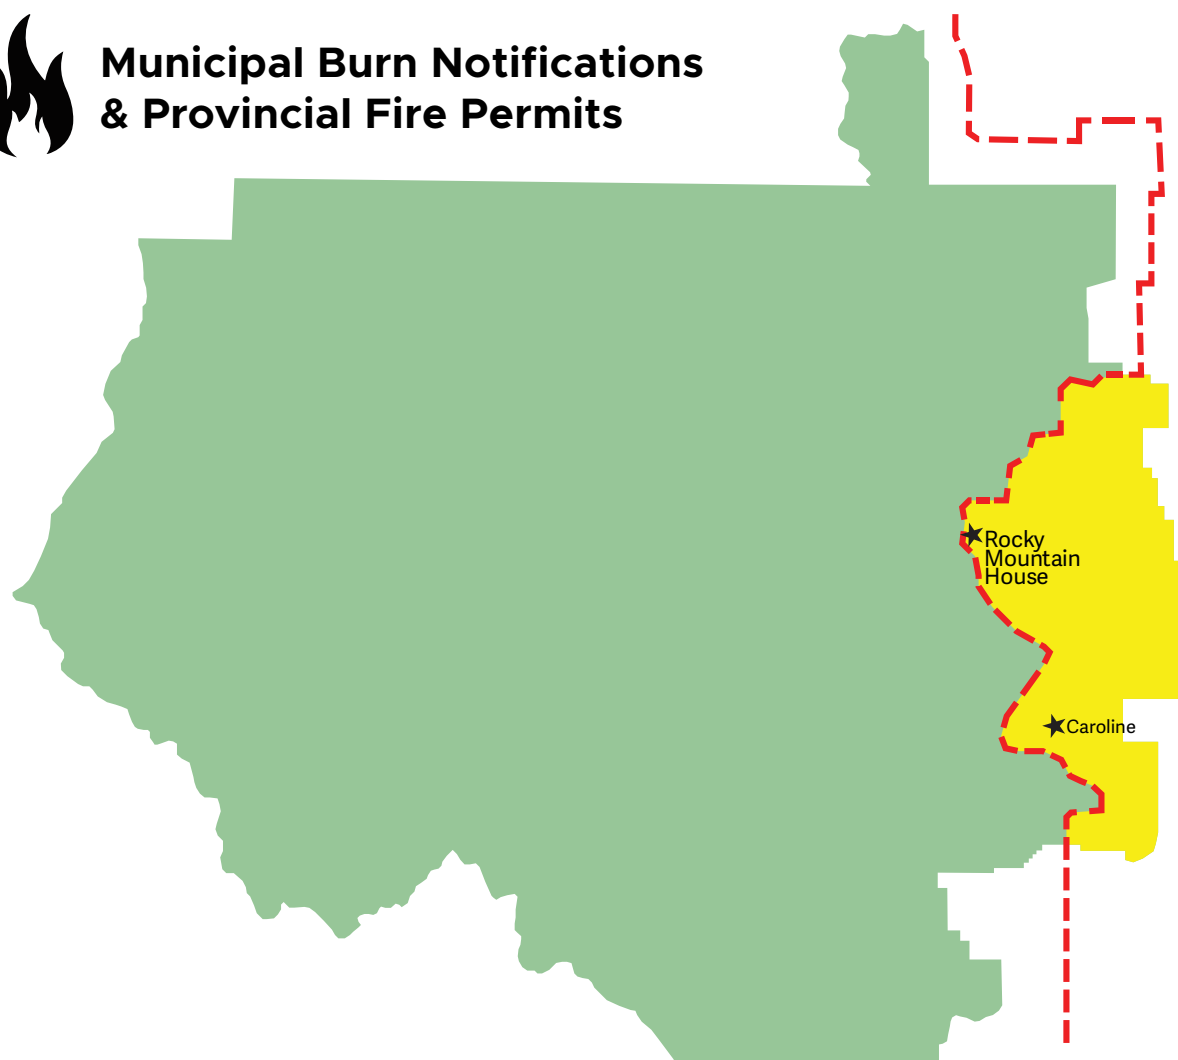 Municipal Burn Notifications
& Provincial Fire Permits
Rocky
Mountain
House
Caroline